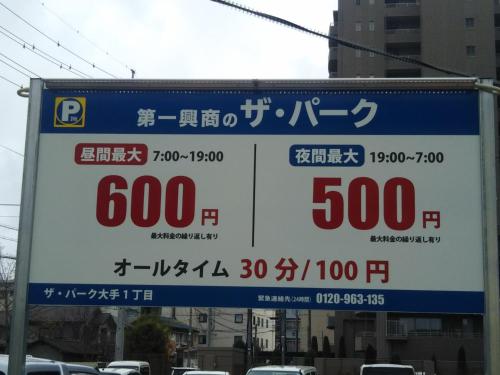 P
第一興商のザ・パーク
昼間最大 7:00~19:00
600円
最大料金の繰り返し有り
夜間最大 19:00~7:00
500円
最大料金の繰り返し有り
オールタイム 30分/100円
ザ・パーク大手1丁目
緊急連絡先(24時間) 0120-963-135